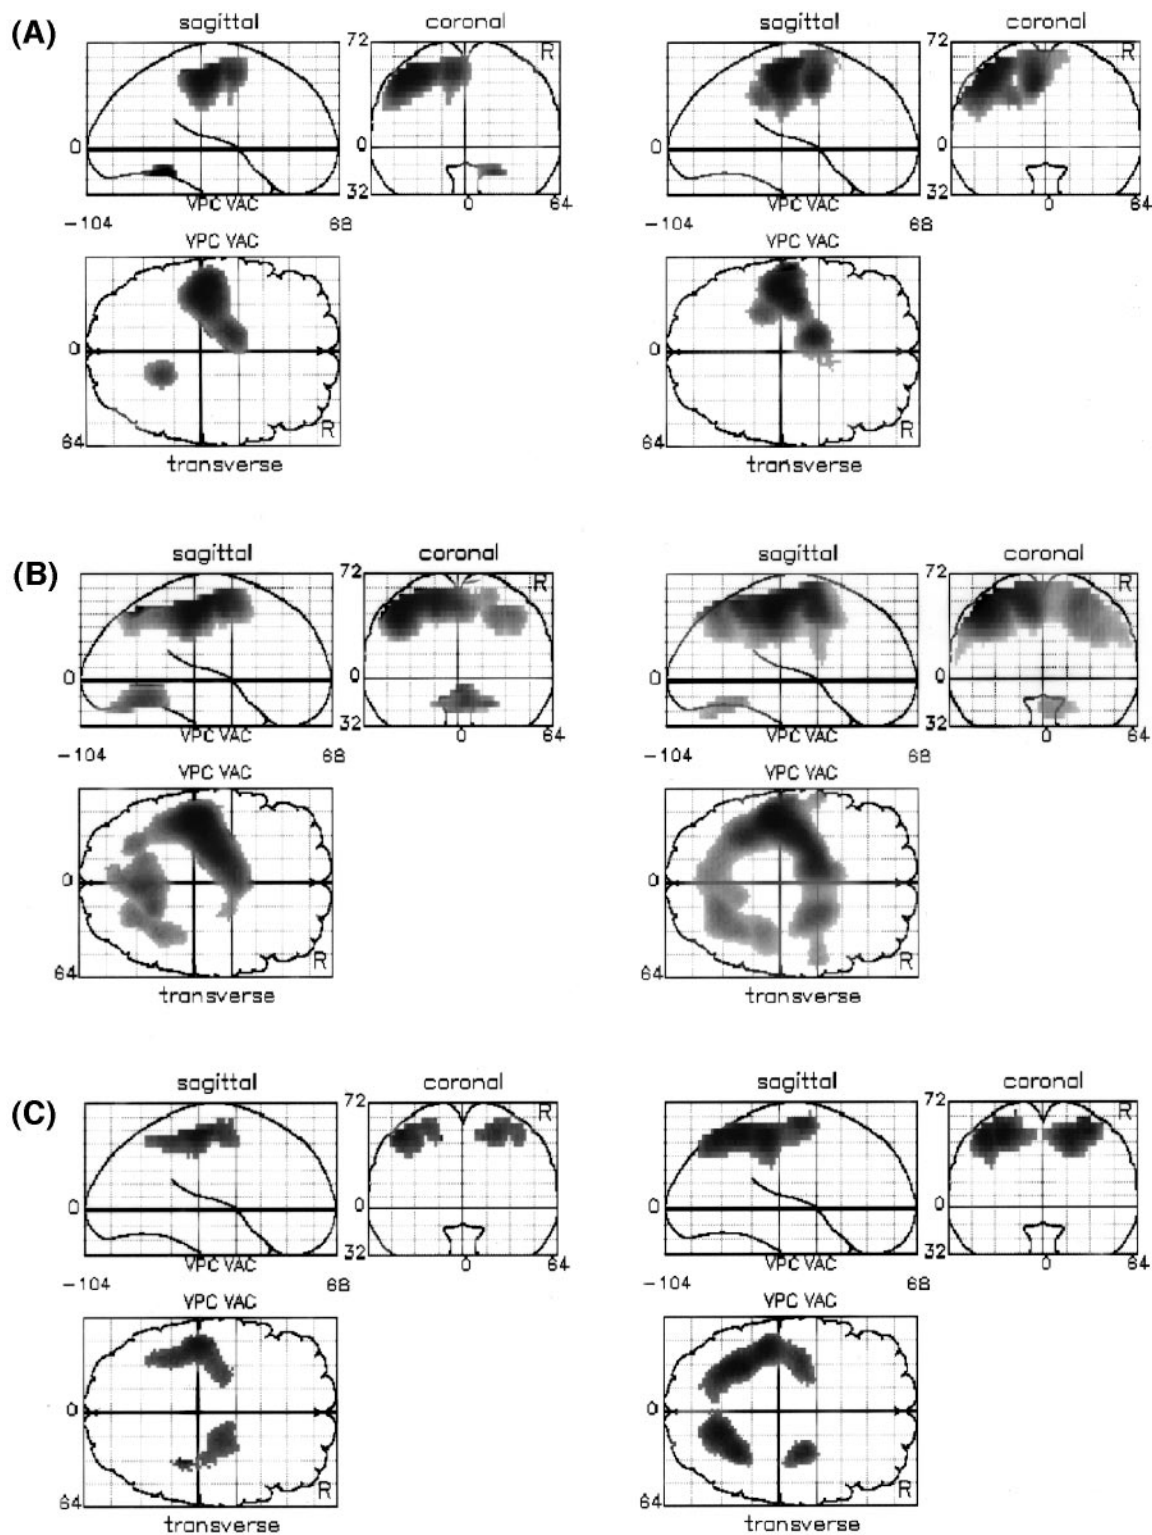 (A)
sagittal coronal sagittal coronal
72 R 72 R
0 0 0 0
32 32
VPC VAC 0 64 VPC VAC 0 64
-104 68 -104 68
VPC VAC VPC VAC
0 0
64 R 64 R
transverse transverse
(B)
sagittal coronal sagittal coronal
72 R 72 R
0 0 0 0
32 32
VPC VAC 0 64 VPC VAC 0 64
-104 68 -104 68
VPC VAC VPC VAC
0 0
64 R 64 R
transverse transverse
(C)
sagittal coronal sagittal coronal
72 R 72 R
0 0 0 0
32 32
VPC VAC 0 64 VPC VAC 0 64
-104 68 -104 68
VPC VAC VPC VAC
0 0
64 R 64 R
transverse transverse